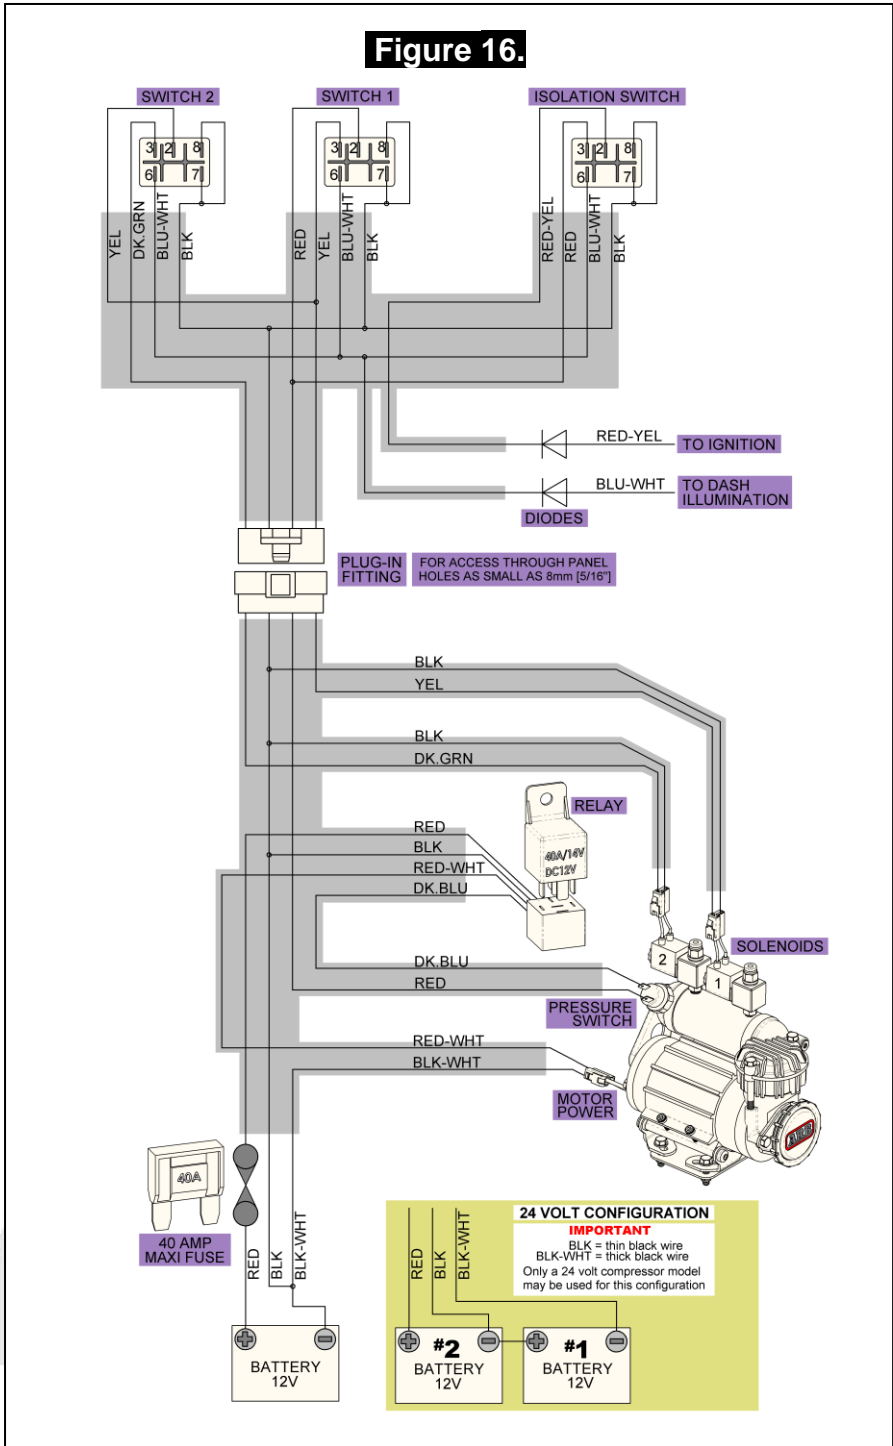 Figure 16.
SWITCH 2
SWITCH 1
ISOLATION SWITCH
3 2 8
6 7
3 2 8
6 7
3 2 8
6 7
YEL
DK.GRN
BLU-WHT
BLK
RED
YEL
BLU-WHT
BLK
RED-YEL
RED
BLU-WHT
BLK
RED-YEL
TO IGNITION
BLU-WHT
TO DASH
ILLUMINATION
DIODES
PLUG-IN
FITTING
FOR ACCESS THROUGH PANEL
HOLES AS SMALL AS 8mm [5/16"]
BLK
YEL
BLK
DK.GRN
RELAY
40A/14V
DC12V
RED
BLK
RED-WHT
DK.BLU
SOLENOIDS
2
1
DK.BLU
RED
PRESSURE
SWITCH
RED-WHT
BLK-WHT
MOTOR
POWER
ARB
40A
40 AMP
MAXI FUSE
RED
BLK
BLK-WHT
BATTERY
12V
24 VOLT CONFIGURATION
IMPORTANT
BLK = thin black wire
BLK-WHT = thick black wire
Only a 24 volt compressor model
may be used for this configuration
RED
BLK
BLK-WHT
#2
BATTERY
12V
#1
BATTERY
12V